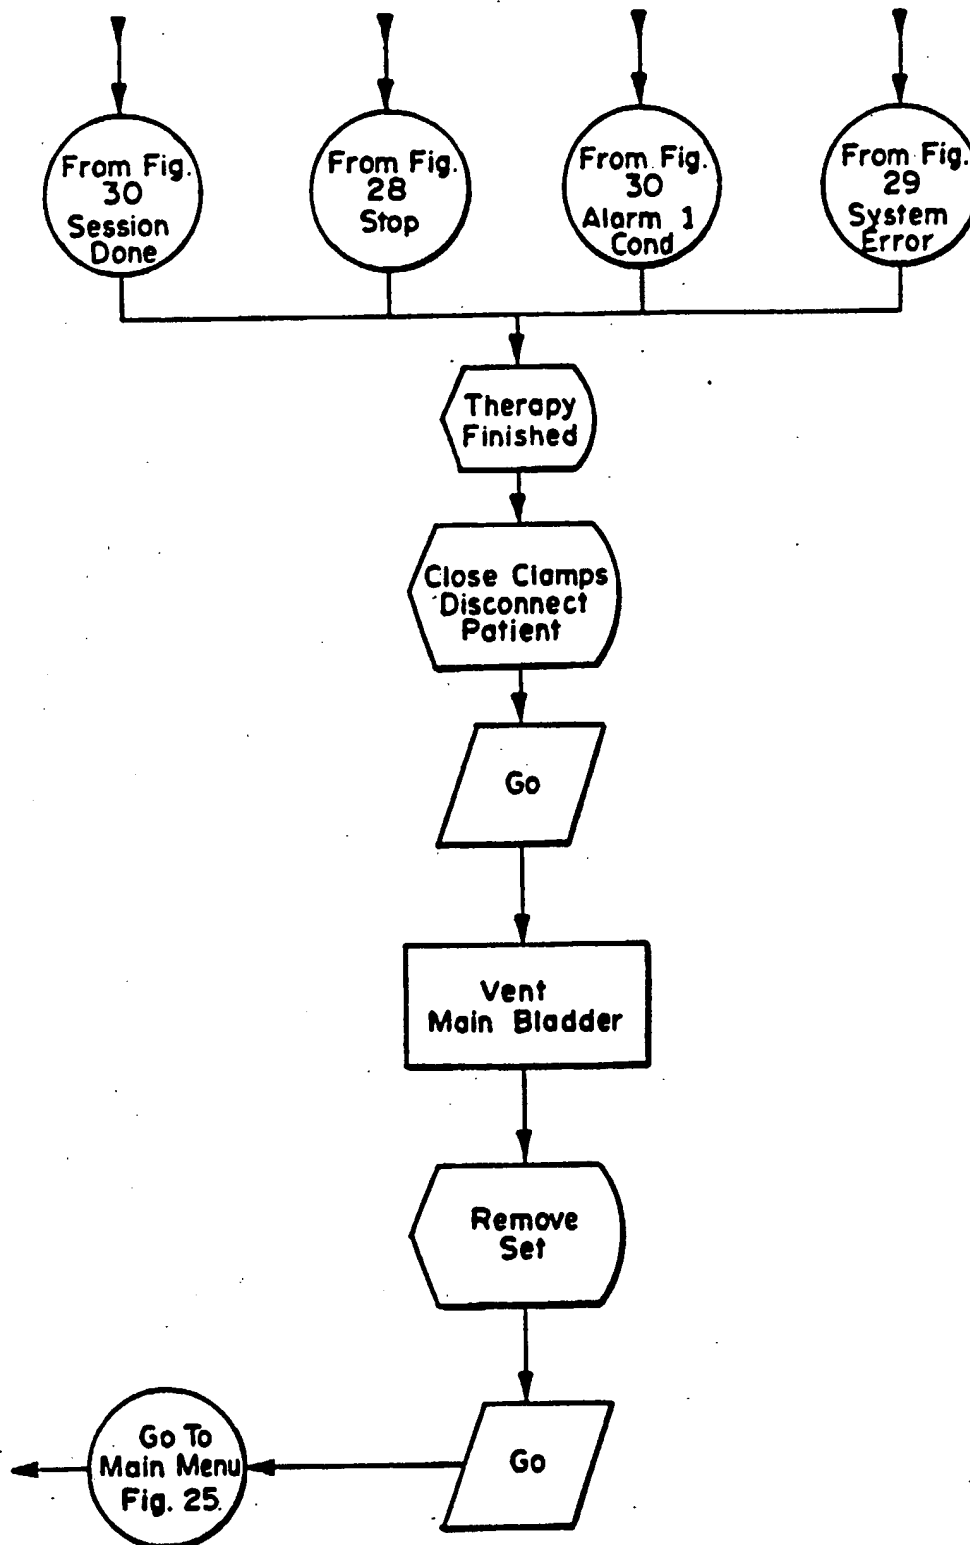 From Fig.
30
Session
Done
From Fig.
28
Stop
From Fig.
30
Alarm 1
Cond
From Fig.
29
System
Error
Therapy
Finished
Close Clamps
Disconnect
Patient
Go
Vent
Main Bladder
Remove
Set
Go
Go To
Main Menu
Fig. 25